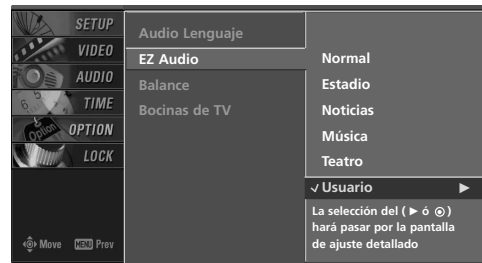 SETUP
VIDEO
AUDIO
TIME
OPTION
LOCK
Move MENU Prev
Audio Lenguaje
EZ Audio
Balance
Bocinas de TV
Normal
Estadio
Noticias
Música
Teatro
✓ Usuario ►
La selección del ( ► ó ◉ )
hará pasar por la pantalla
de ajuste detallado